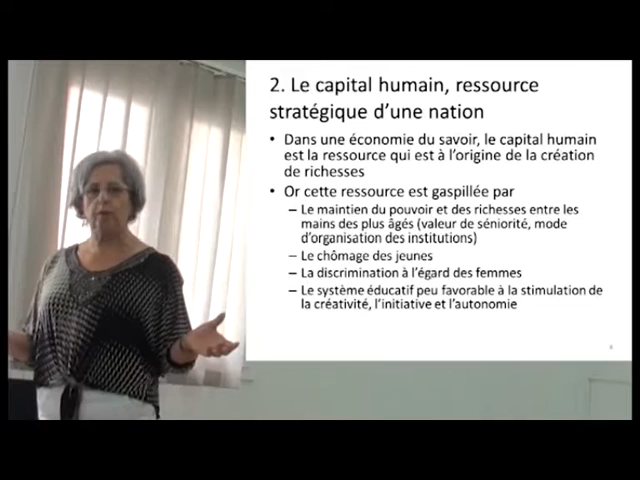 2. Le capital humain, ressource
stratégique d'une nation
• Dans une économie du savoir, le capital humain
est la ressource qui est à l'origine de la création
de richesses
• Or cette ressource est gaspillée par
– Le maintien du pouvoir et des richesses entre les
mains des plus âgés (valeur de séniorité, mode
d'organisation des institutions)
– Le chômage des jeunes
– La discrimination à l'égard des femmes
– Le système éducatif peu favorable à la stimulation de
la créativité, l'initiative et l'autonomie